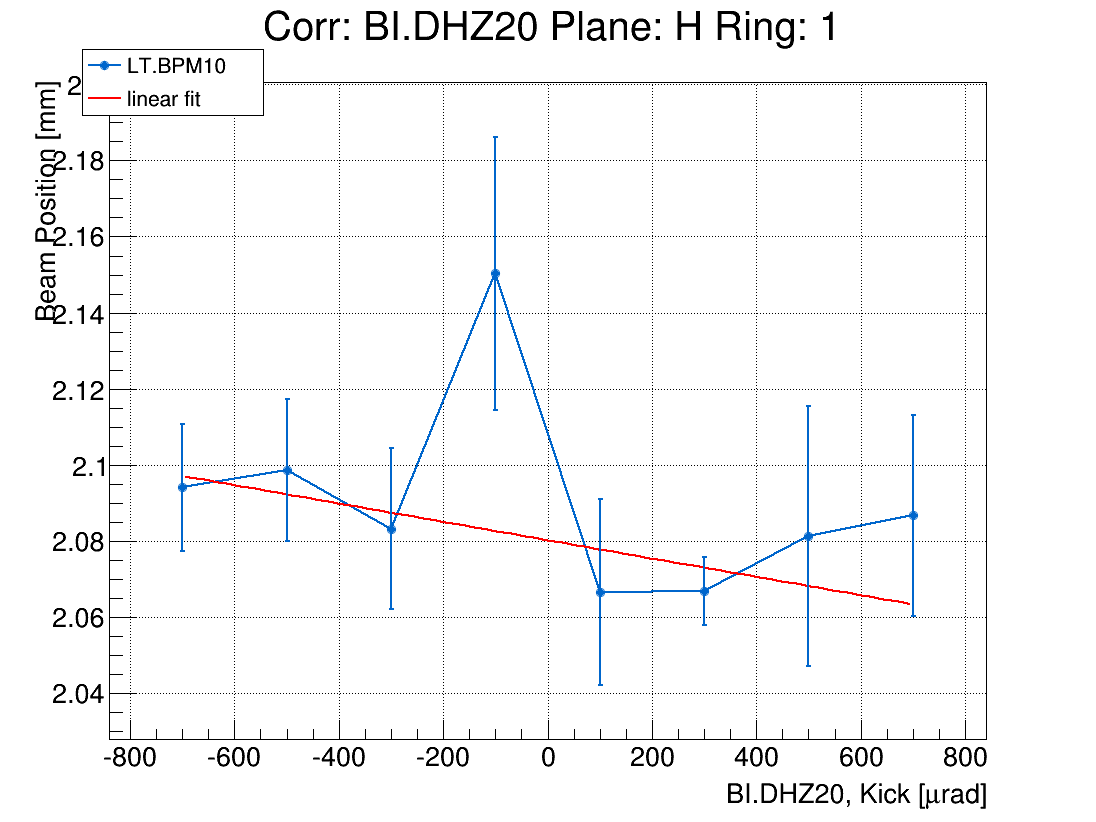 Corr: BI.DHZ20 Plane: H Ring: 1
LT.BPM10
linear fit
Beam Position [mm]
2.18
2.16
2.14
2.12
2.1
2.08
2.06
2.04
-800 -600 -400 -200 0 200 400 600 800
BI.DHZ20, Kick [μrad]